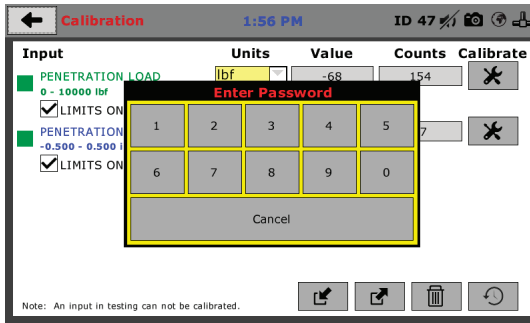 Calibration 1:56 PM ID 47
Input Units Value Counts Calibrate
PENETRATION LOAD lbf -68 154
0 - 10000 lbf
LIMITS ON
PENETRATION 7
-0.500 - 0.500 i
LIMITS ON
Enter Password
1 2 3 4 5
6 7 8 9 0
Cancel
Note: An input in testing can not be calibrated.